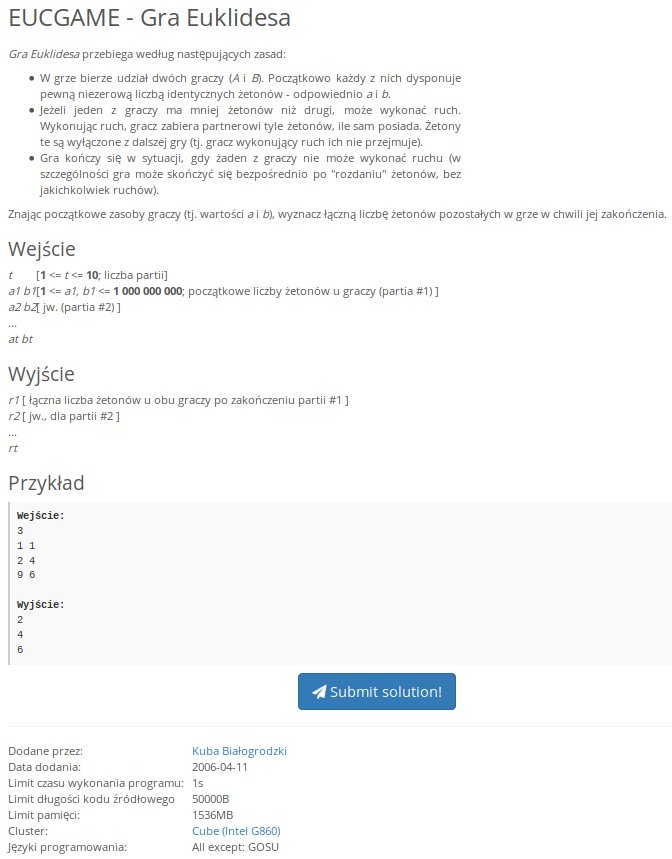 EUCGAME - Gra Euklidesa
Gra Euklidesa przebiega według następujących zasad:
• W grze bierze udział dwóch graczy (A i B). Początkowo każdy z nich dysponuje
pewną niezerową liczbą identycznych żetonów - odpowiednio a i b.
• Jeżeli jeden z graczy ma mniej żetonów niż drugi, może wykonać ruch.
Wykonując ruch, gracz zabiera partnerowi tyle żetonów, ile sam posiada. Żetony
te są wyłączone z dalszej gry (tj. gracz wykonujący ruch ich nie przejmuje).
• Gra kończy się w sytuacji, gdy żaden z graczy nie może wykonać ruchu (w
szczególności gra może skończyć się bezpośrednio po "rozdaniu" żetonów, bez
jakichkolwiek ruchów).
Znając początkowe zasoby graczy (tj. wartości a i b), wyznacz łączną liczbę żetonów pozostałych w grze w chwili jej zakończenia.
Wejście
t [1 <= t <= 10; liczba partii]
a1 b1[1 <= a1, b1 <= 1 000 000 000; początkowe liczby żetonów u graczy (partia #1) ]
a2 b2[ jw. (partia #2) ]
...
at bt
Wyjście
r1 [ łączna liczba żetonów u obu graczy po zakończeniu partii #1 ]
r2 [ jw., dla partii #2 ]
...
rt
Przykład
Wejście:
3
1 1
2 4
9 6
Wyjście:
2
4
6
Submit solution!
Dodane przez: Kuba Białogrodzki
Data dodania: 2006-04-11
Limit czasu wykonania programu: 1s
Limit długości kodu źródłowego 50000B
Limit pamięci: 1536MB
Cluster: Cube (Intel G860)
Języki programowania: All except: GOSU